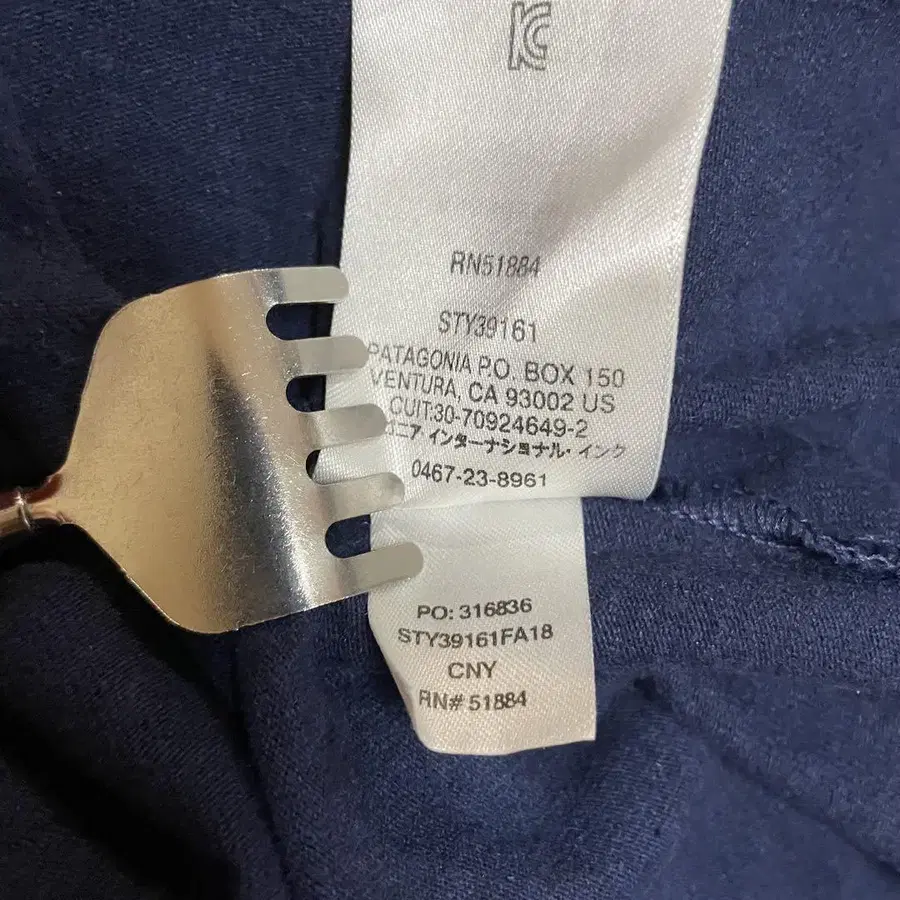 RN51884
STY39161
PATAGONIA P.O. BOX 150
VENTURA, CA 93002 US
CUIT:30-70924649-2
ニア・インターナショナル・インク
0467-23-8961
PO: 316836
STY39161FA18
CNY
RN# 51884